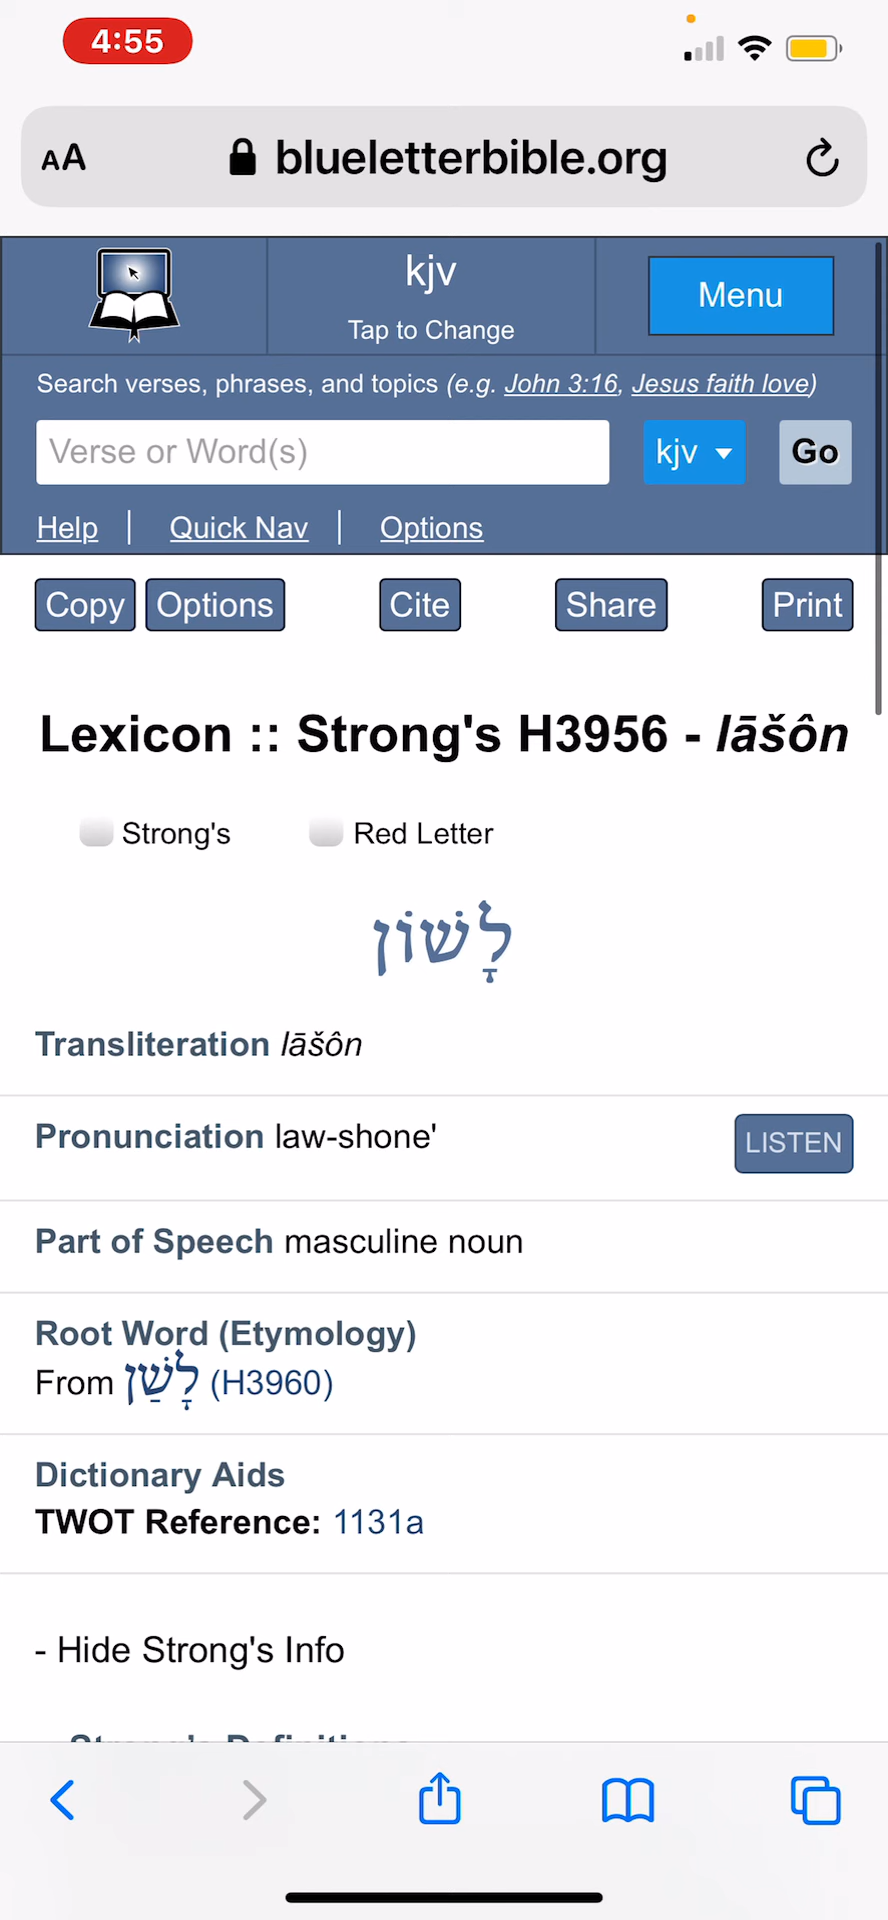 4:55
AA blueletterbible.org
kjv
Tap to Change
Menu
Search verses, phrases, and topics (e.g. John 3:16, Jesus faith love)
Verse or Word(s) kjv Go
Help | Quick Nav | Options
Copy Options Cite Share Print
Lexicon :: Strong's H3956 - lāšôn
Strong's Red Letter
לָשׁוֹן
Transliteration lāšôn
Pronunciation law-shone' LISTEN
Part of Speech masculine noun
Root Word (Etymology)
From לָשַׁן (H3960)
Dictionary Aids
TWOT Reference: 1131a
- Hide Strong's Info
Strong's Definitions